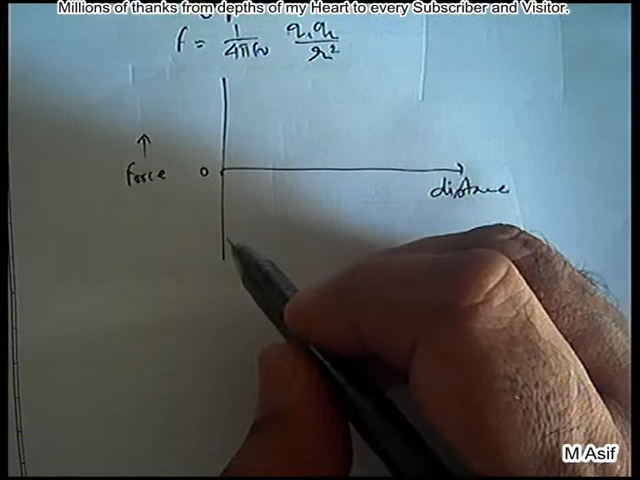 Millions of thanks from depths of my Heart to every Subscriber and Visitor.
F = 1/4πε₀ q₁q₂/r²
↑
Force
0
distance
M Asif